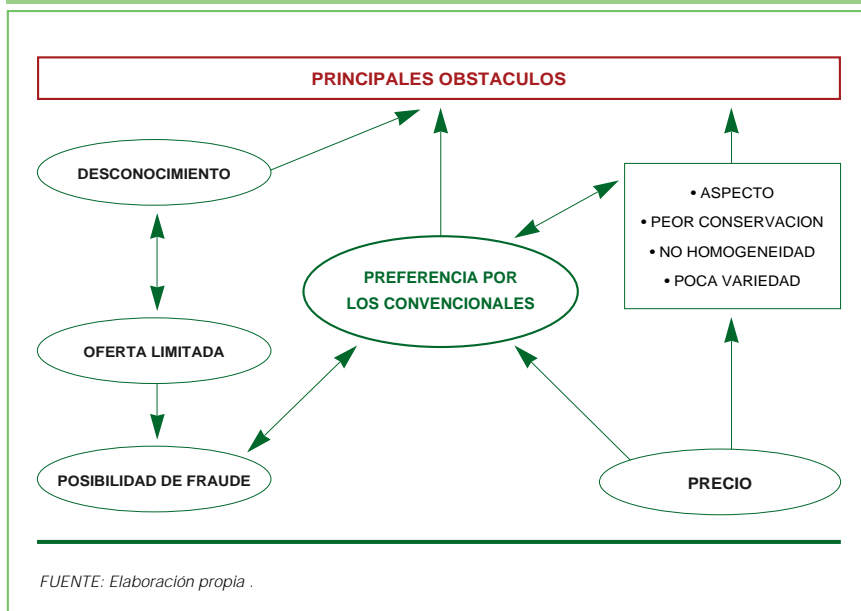 PRINCIPALES OBSTACULOS
DESCONOCIMIENTO
• ASPECTO
• PEOR CONSERVACION
• NO HOMOGENEIDAD
• POCA VARIEDAD
PREFERENCIA POR
LOS CONVENCIONALES
OFERTA LIMITADA
POSIBILIDAD DE FRAUDE
PRECIO
FUENTE: Elaboración propia .